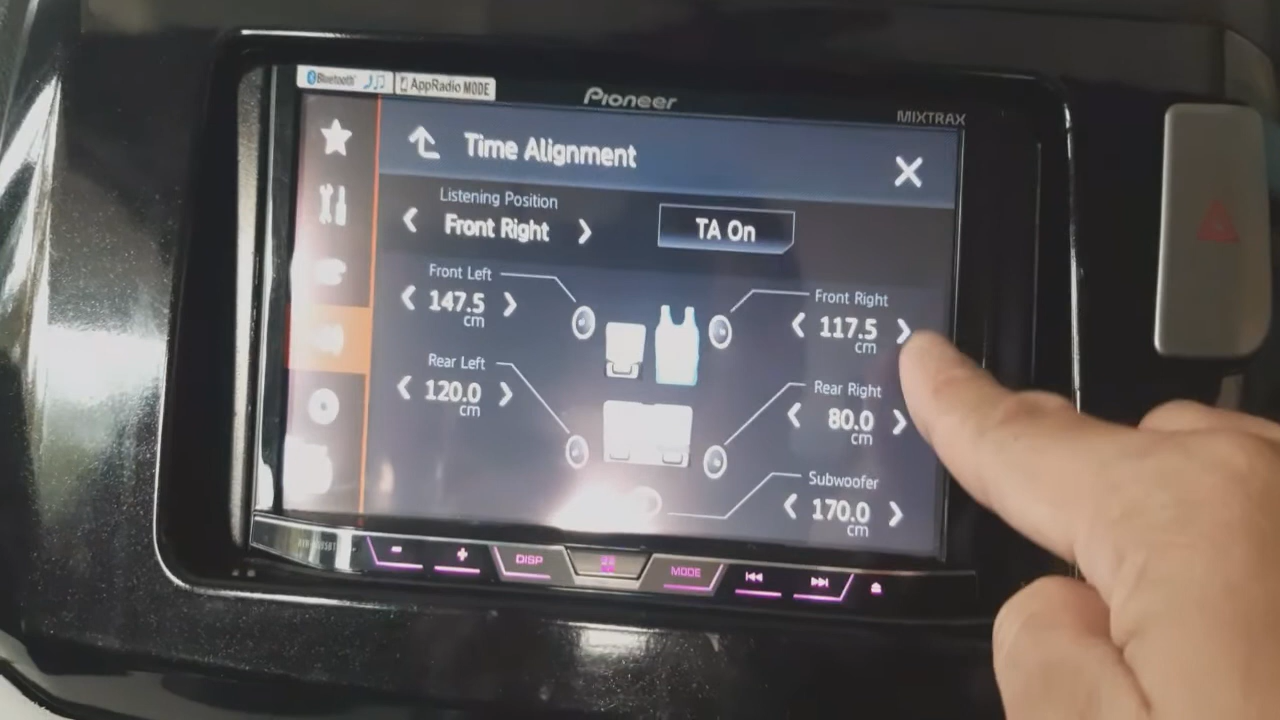 Bluetooth
AppRadio MODE
Pioneer
MIXTRAX
Time Alignment
Listening Position
Front Right
TA On
Front Left
147.5
cm
Front Right
117.5
cm
Rear Left
120.0
cm
Rear Right
80.0
cm
Subwoofer
170.0
cm
- + DISP MODE